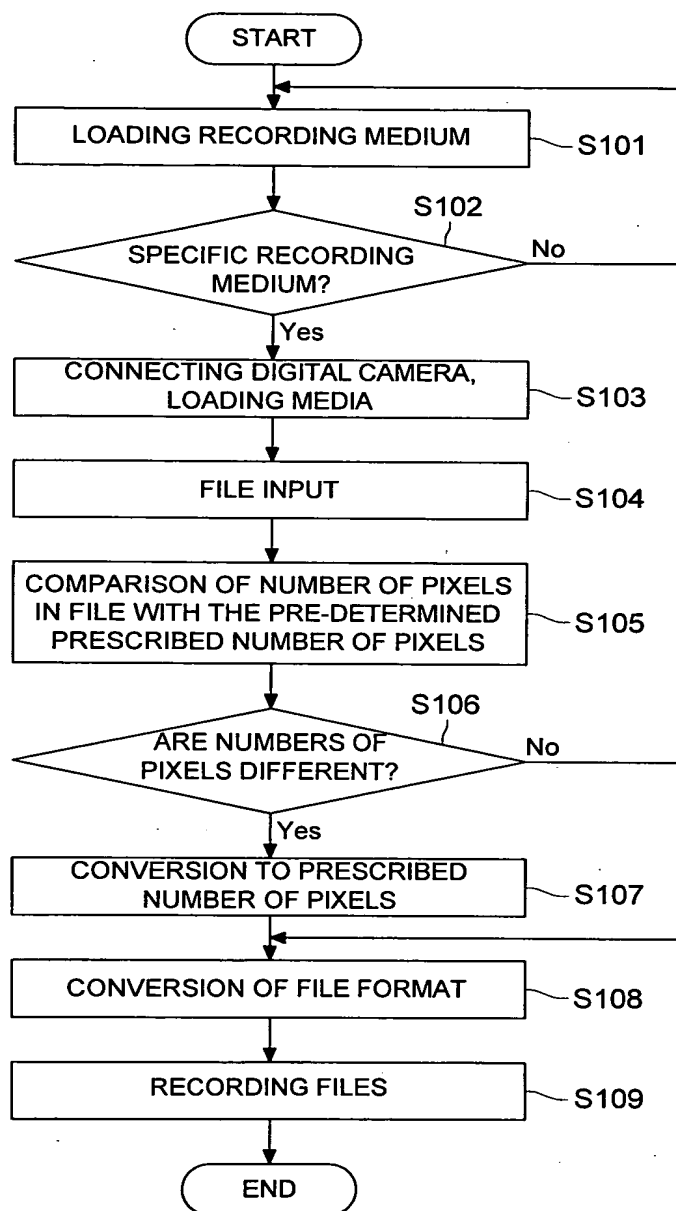 START
LOADING RECORDING MEDIUM
S101
S102
SPECIFIC RECORDING
MEDIUM?
No
Yes
CONNECTING DIGITAL CAMERA,
LOADING MEDIA
S103
FILE INPUT
S104
COMPARISON OF NUMBER OF PIXELS
IN FILE WITH THE PRE-DETERMINED
PRESCRIBED NUMBER OF PIXELS
S105
S106
ARE NUMBERS OF
PIXELS DIFFERENT?
No
Yes
CONVERSION TO PRESCRIBED
NUMBER OF PIXELS
S107
CONVERSION OF FILE FORMAT
S108
RECORDING FILES
S109
END